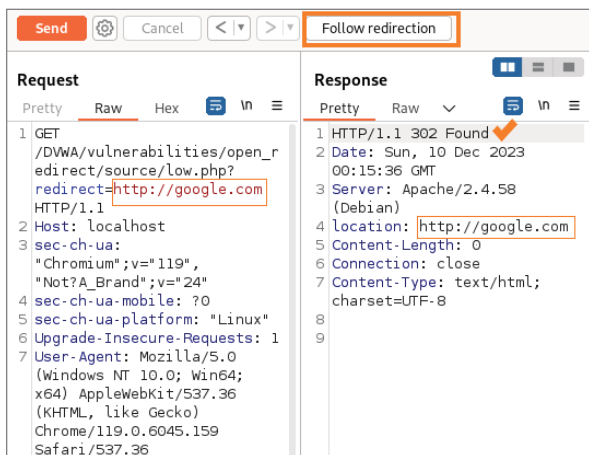 Send Cancel < > Follow redirection
Request
Pretty Raw Hex \n
1 GET
/DVWA/vulnerabilities/open_r
edirect/source/low.php?
redirect=http://google.com
HTTP/1.1
2 Host: localhost
3 sec-ch-ua:
"Chromium";v="119",
"Not?A_Brand";v="24"
4 sec-ch-ua-mobile: ?0
5 sec-ch-ua-platform: "Linux"
6 Upgrade-Insecure-Requests: 1
7 User-Agent: Mozilla/5.0
(Windows NT 10.0; Win64;
x64) AppleWebKit/537.36
(KHTML, like Gecko)
Chrome/119.0.6045.159
Safari/537.36
Response
Pretty Raw \n
1 HTTP/1.1 302 Found
2 Date: Sun, 10 Dec 2023
00:15:36 GMT
3 Server: Apache/2.4.58
(Debian)
4 location: http://google.com
5 Content-Length: 0
6 Connection: close
7 Content-Type: text/html;
charset=UTF-8
8
9